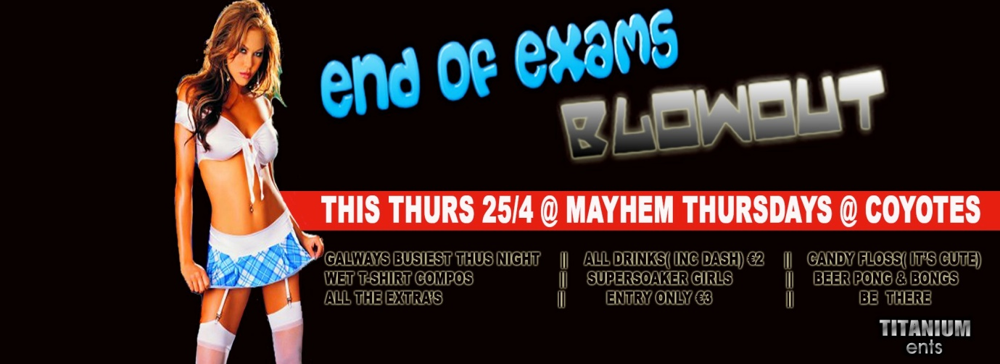 end of exams
BLOWOUT
THIS THURS 25/4 @ MAYHEM THURSDAYS @ COYOTES
GALWAYS BUSIEST THUS NIGHT || ALL DRINKS( INC DASH) €2 || CANDY FLOSS( IT'S CUTE)
WET T-SHIRT COMPOS || SUPERSOAKER GIRLS || BEER PONG & BONGS
ALL THE EXTRA'S || ENTRY ONLY €3 || BE THERE
TITANIUM
ents